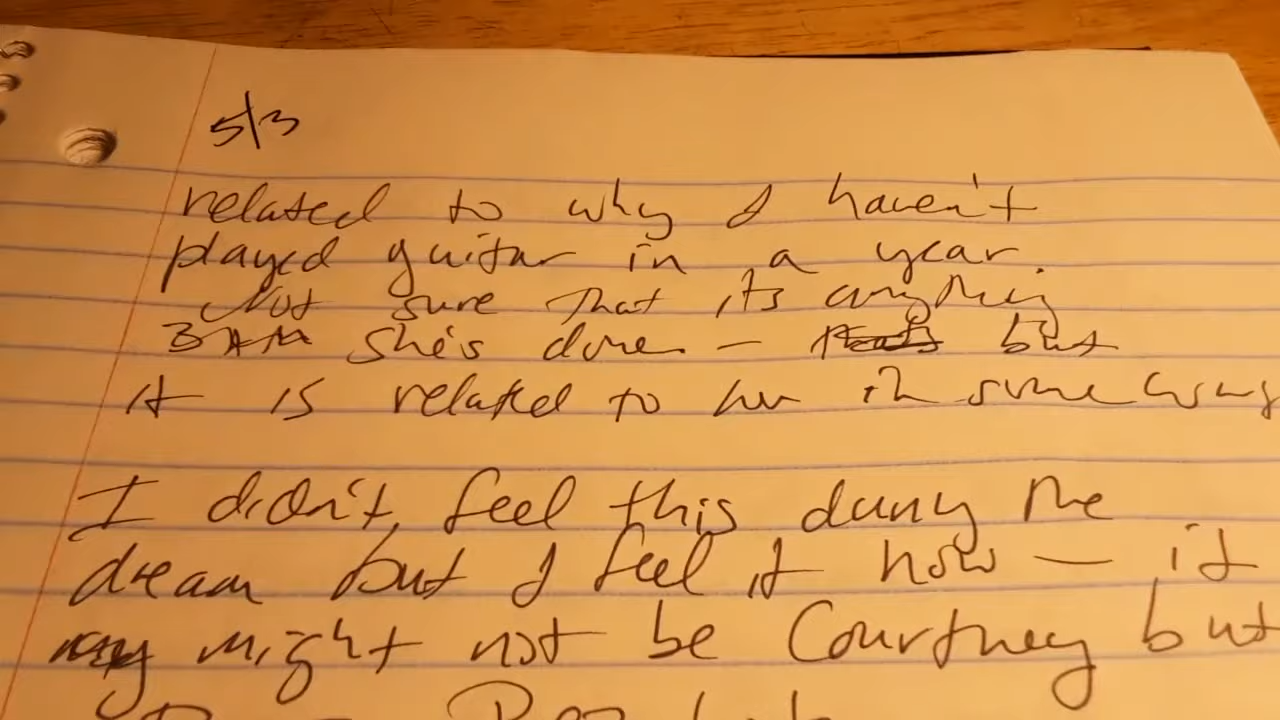 5/3
related to why I haven't
played guitar in a year.
Not sure that its anything
she's done - but
it is related to her in some way
I didn't feel this during the
dream but I feel it now - it
might not be Courtney but